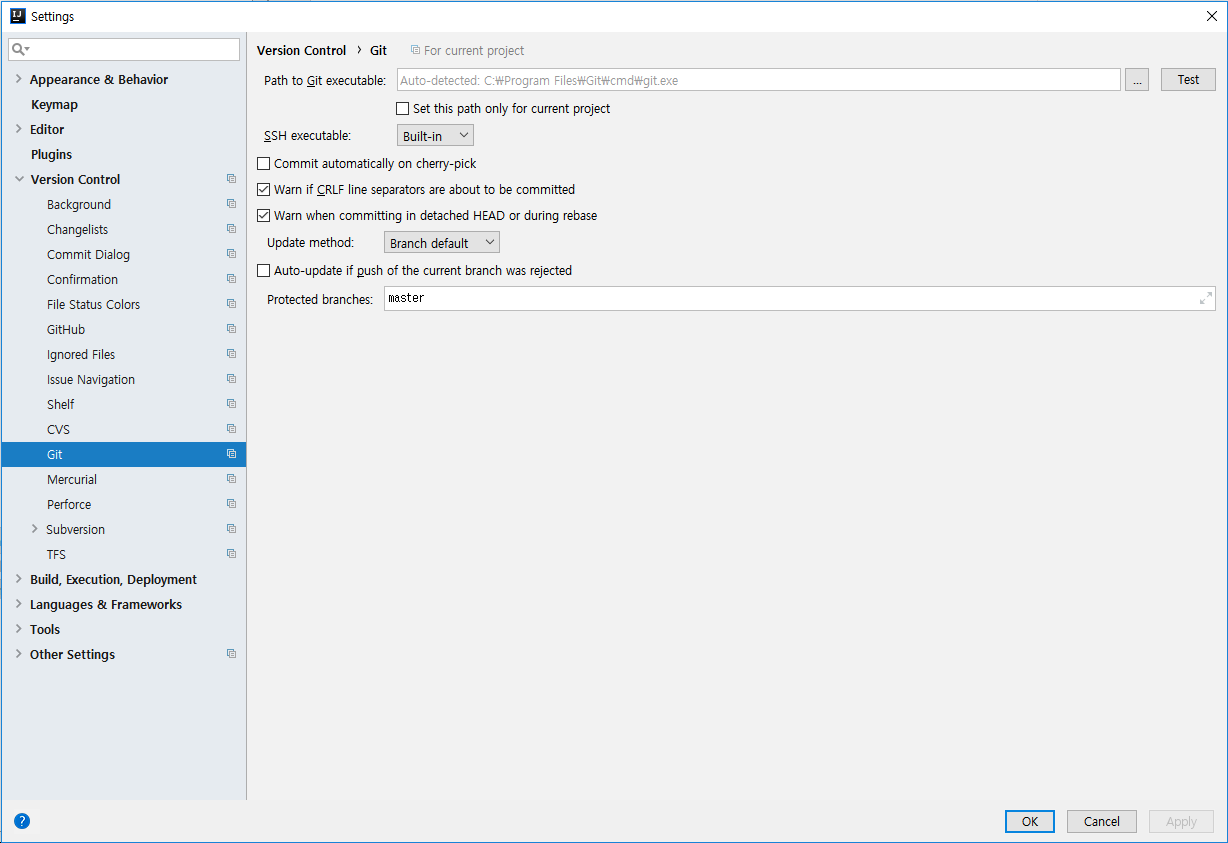 IJ Settings
Appearance & Behavior
Keymap
Editor
Plugins
Version Control
Background
Changelists
Commit Dialog
Confirmation
File Status Colors
GitHub
Ignored Files
Issue Navigation
Shelf
CVS
Git
Mercurial
Perforce
Subversion
TFS
Build, Execution, Deployment
Languages & Frameworks
Tools
Other Settings
Version Control › Git For current project
Path to Git executable: Auto-detected: C:₩Program Files₩Git₩cmd₩git.exe ... Test
Set this path only for current project
SSH executable: Built-in
Commit automatically on cherry-pick
Warn if CRLF line separators are about to be committed
Warn when committing in detached HEAD or during rebase
Update method: Branch default
Auto-update if push of the current branch was rejected
Protected branches: master
? OK Cancel Apply